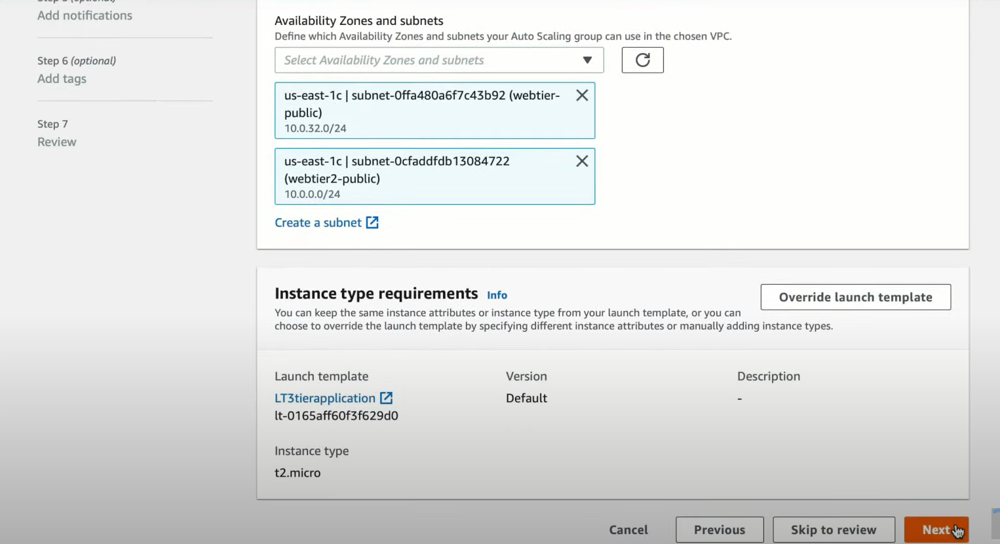 Step 5 (optional)
Add notifications
Step 6 (optional)
Add tags
Step 7
Review
Availability Zones and subnets
Define which Availability Zones and subnets your Auto Scaling group can use in the chosen VPC.
Select Availability Zones and subnets
us-east-1c | subnet-0ffa480a6f7c43b92 (webtier-
public)
10.0.32.0/24
us-east-1c | subnet-0cfaddfdb13084722
(webtier2-public)
10.0.0.0/24
Create a subnet
Instance type requirements Info
Override launch template
You can keep the same instance attributes or instance type from your launch template, or you can
choose to override the launch template by specifying different instance attributes or manually adding instance types.
Launch template
LT3tierapplication
lt-0165aff60f3f629d0
Version
Default
Description
-
Instance type
t2.micro
Cancel
Previous
Skip to review
Next